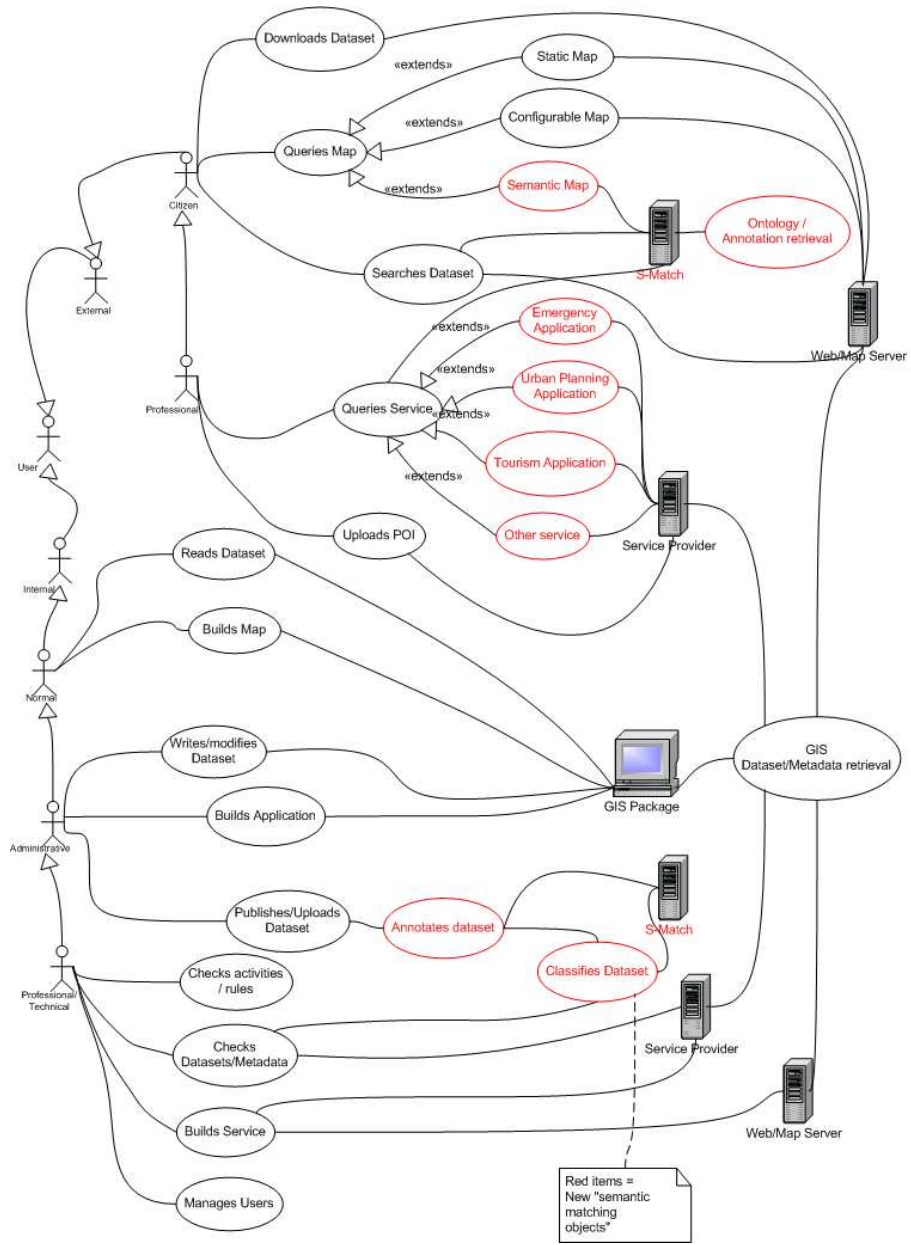 Downloads Dataset
«extends»
Static Map
Configurable Map
«extends»
Queries Map
Citizen
«extends»
Semantic Map
Ontology /
Annotation retrieval
Searches Dataset
S-Match
External
Web/Map Server
«extends»
Emergency
Application
«extends»
Professional
Urban Planning
Application
Queries Service
«extends»
User
Tourism Application
«extends»
Other service
Uploads POI
Service Provider
Reads Dataset
Internal
Builds Map
Normal
Writes/modifies
Dataset
GIS
Dataset/Metadata retrieval
GIS Package
Builds Application
Administrative
Publishes/Uploads
Dataset
Annotates dataset
S-Match
Classifies Dataset
Checks activities
/ rules
Professional/
Technical
Checks
Datasets/Metadata
Service Provider
Builds Service
Web/Map Server
Manages Users
Red items =
New "semantic
matching
objects"